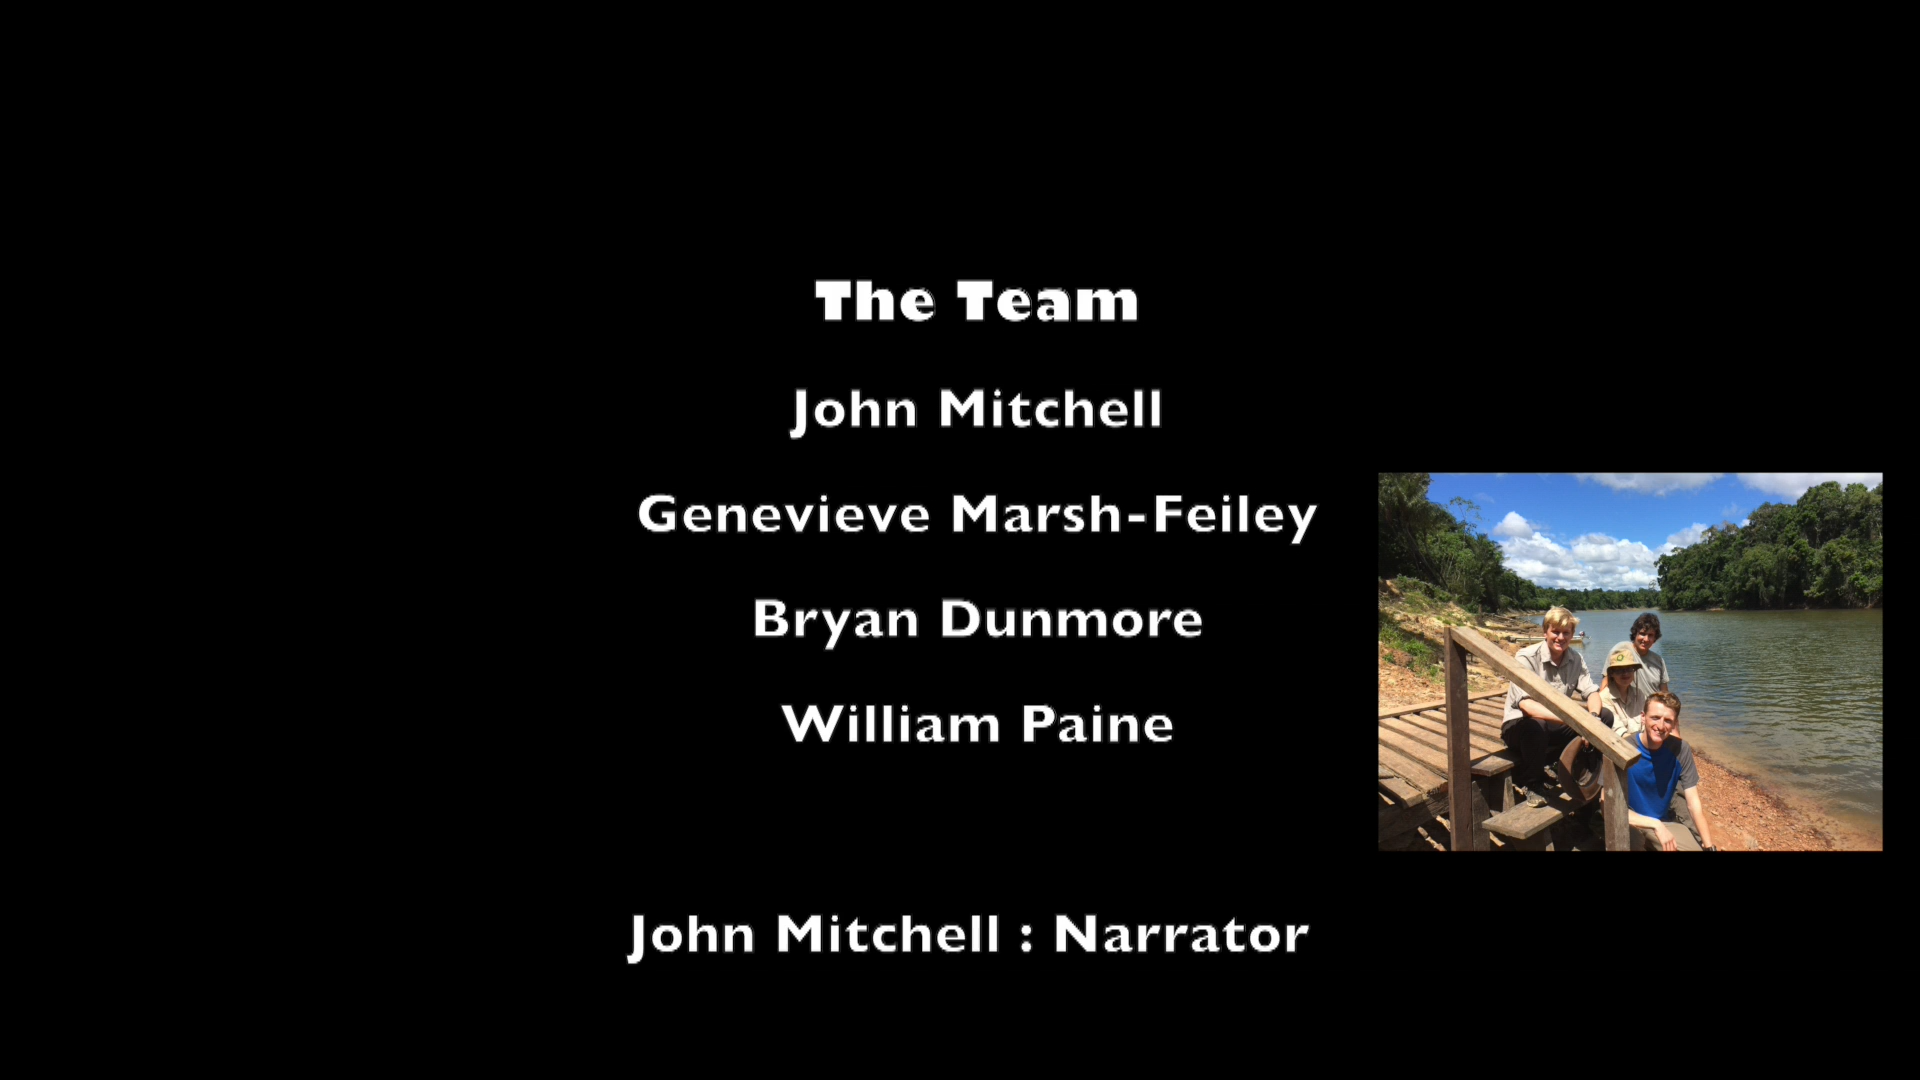 The Team
John Mitchell
Genevieve Marsh-Feiley
Bryan Dunmore
William Paine
John Mitchell : Narrator